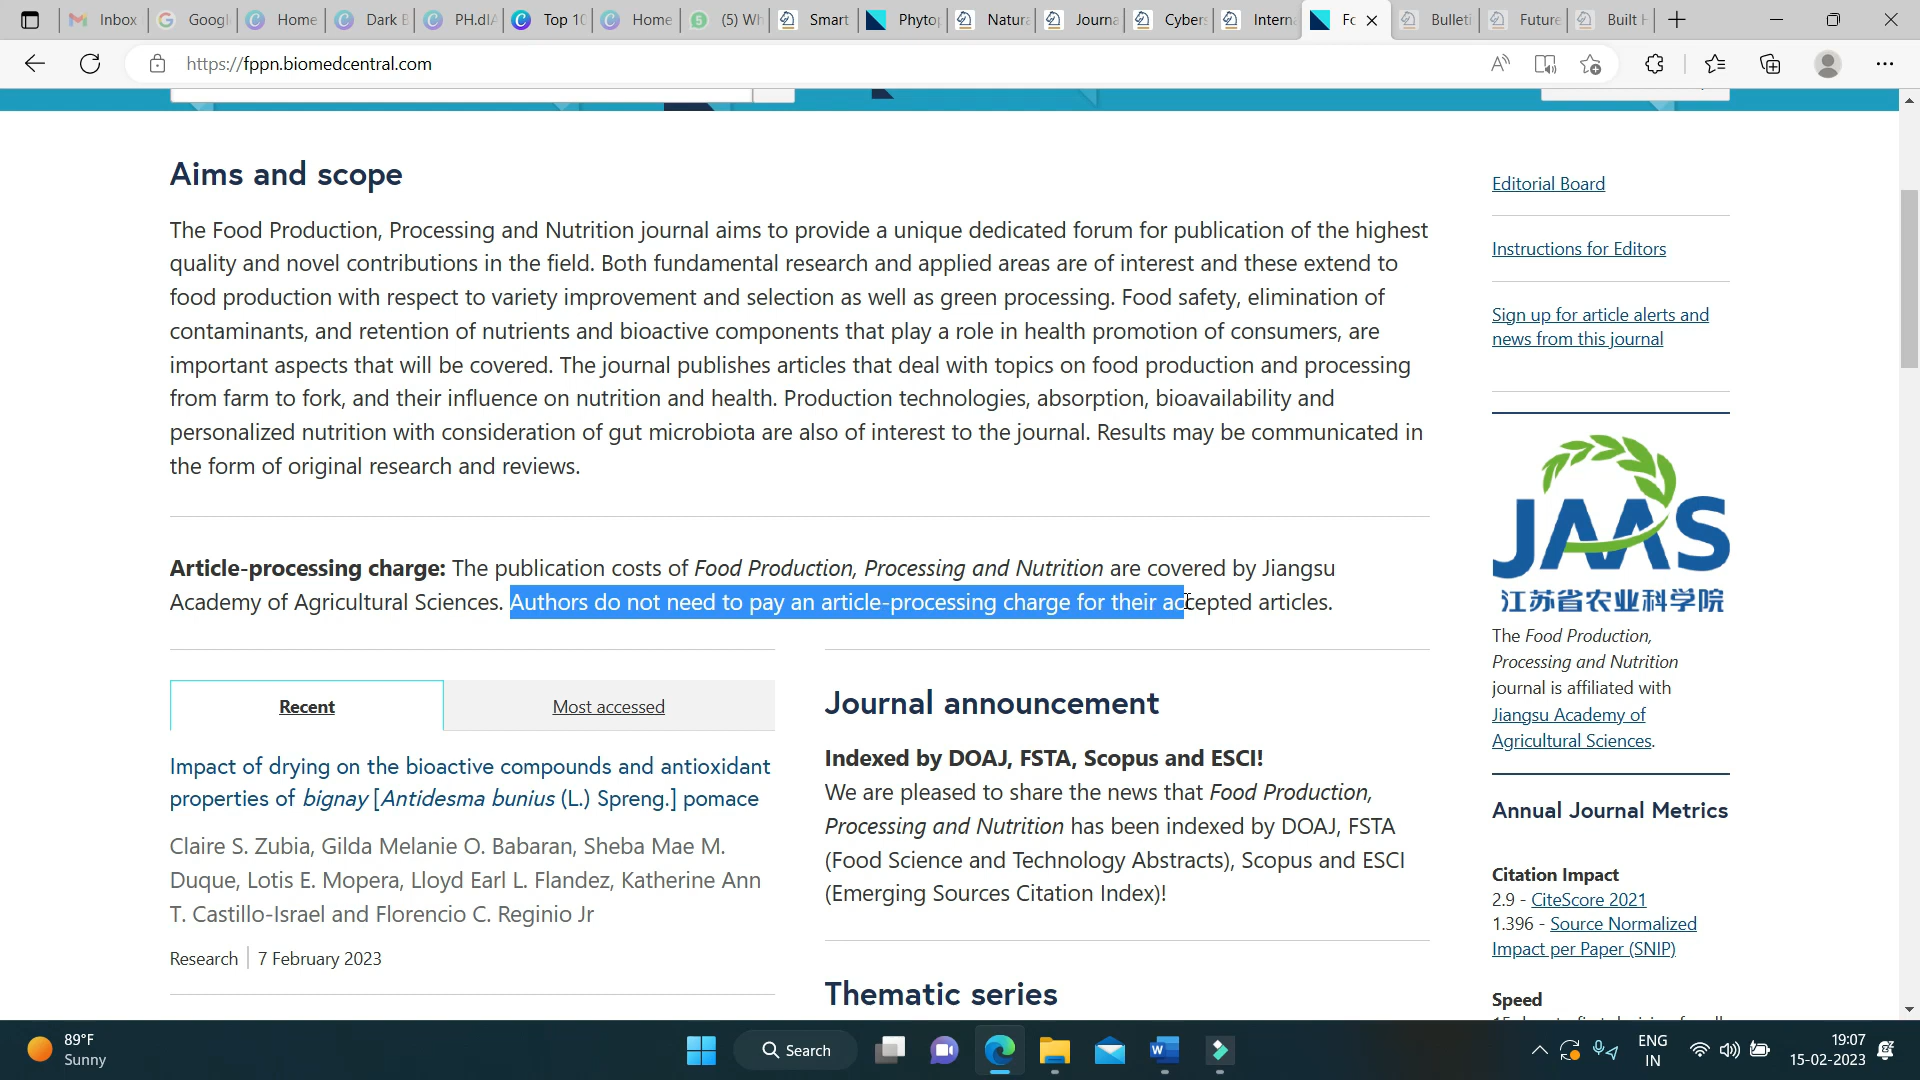 Inbox
Googl
Home
Dark B
PH.dIA
Top 10
Home
(5) Wh
Smart
Phytop
Natura
Journa
Cybers
Interna
Fo
Bulleti
Future
Built H
https://fppn.biomedcentral.com
Aims and scope
The Food Production, Processing and Nutrition journal aims to provide a unique dedicated forum for publication of the highest
quality and novel contributions in the field. Both fundamental research and applied areas are of interest and these extend to
food production with respect to variety improvement and selection as well as green processing. Food safety, elimination of
contaminants, and retention of nutrients and bioactive components that play a role in health promotion of consumers, are
important aspects that will be covered. The journal publishes articles that deal with topics on food production and processing
from farm to fork, and their influence on nutrition and health. Production technologies, absorption, bioavailability and
personalized nutrition with consideration of gut microbiota are also of interest to the journal. Results may be communicated in
the form of original research and reviews.
Article-processing charge: The publication costs of Food Production, Processing and Nutrition are covered by Jiangsu
Academy of Agricultural Sciences. Authors do not need to pay an article-processing charge for their accepted articles.
Recent
Most accessed
Impact of drying on the bioactive compounds and antioxidant
properties of bignay [Antidesma bunius (L.) Spreng.] pomace
Claire S. Zubia, Gilda Melanie O. Babaran, Sheba Mae M.
Duque, Lotis E. Mopera, Lloyd Earl L. Flandez, Katherine Ann
T. Castillo-Israel and Florencio C. Reginio Jr
Research
7 February 2023
Journal announcement
Indexed by DOAJ, FSTA, Scopus and ESCI!
We are pleased to share the news that Food Production,
Processing and Nutrition has been indexed by DOAJ, FSTA
(Food Science and Technology Abstracts), Scopus and ESCI
(Emerging Sources Citation Index)!
Thematic series
Editorial Board
Instructions for Editors
Sign up for article alerts and
news from this journal
JAAS
江苏省农业科学院
The Food Production,
Processing and Nutrition
journal is affiliated with
Jiangsu Academy of
Agricultural Sciences.
Annual Journal Metrics
Citation Impact
2.9 - CiteScore 2021
1.396 - Source Normalized
Impact per Paper (SNIP)
Speed
89°F
Sunny
Search
ENG
IN
19:07
15-02-2023